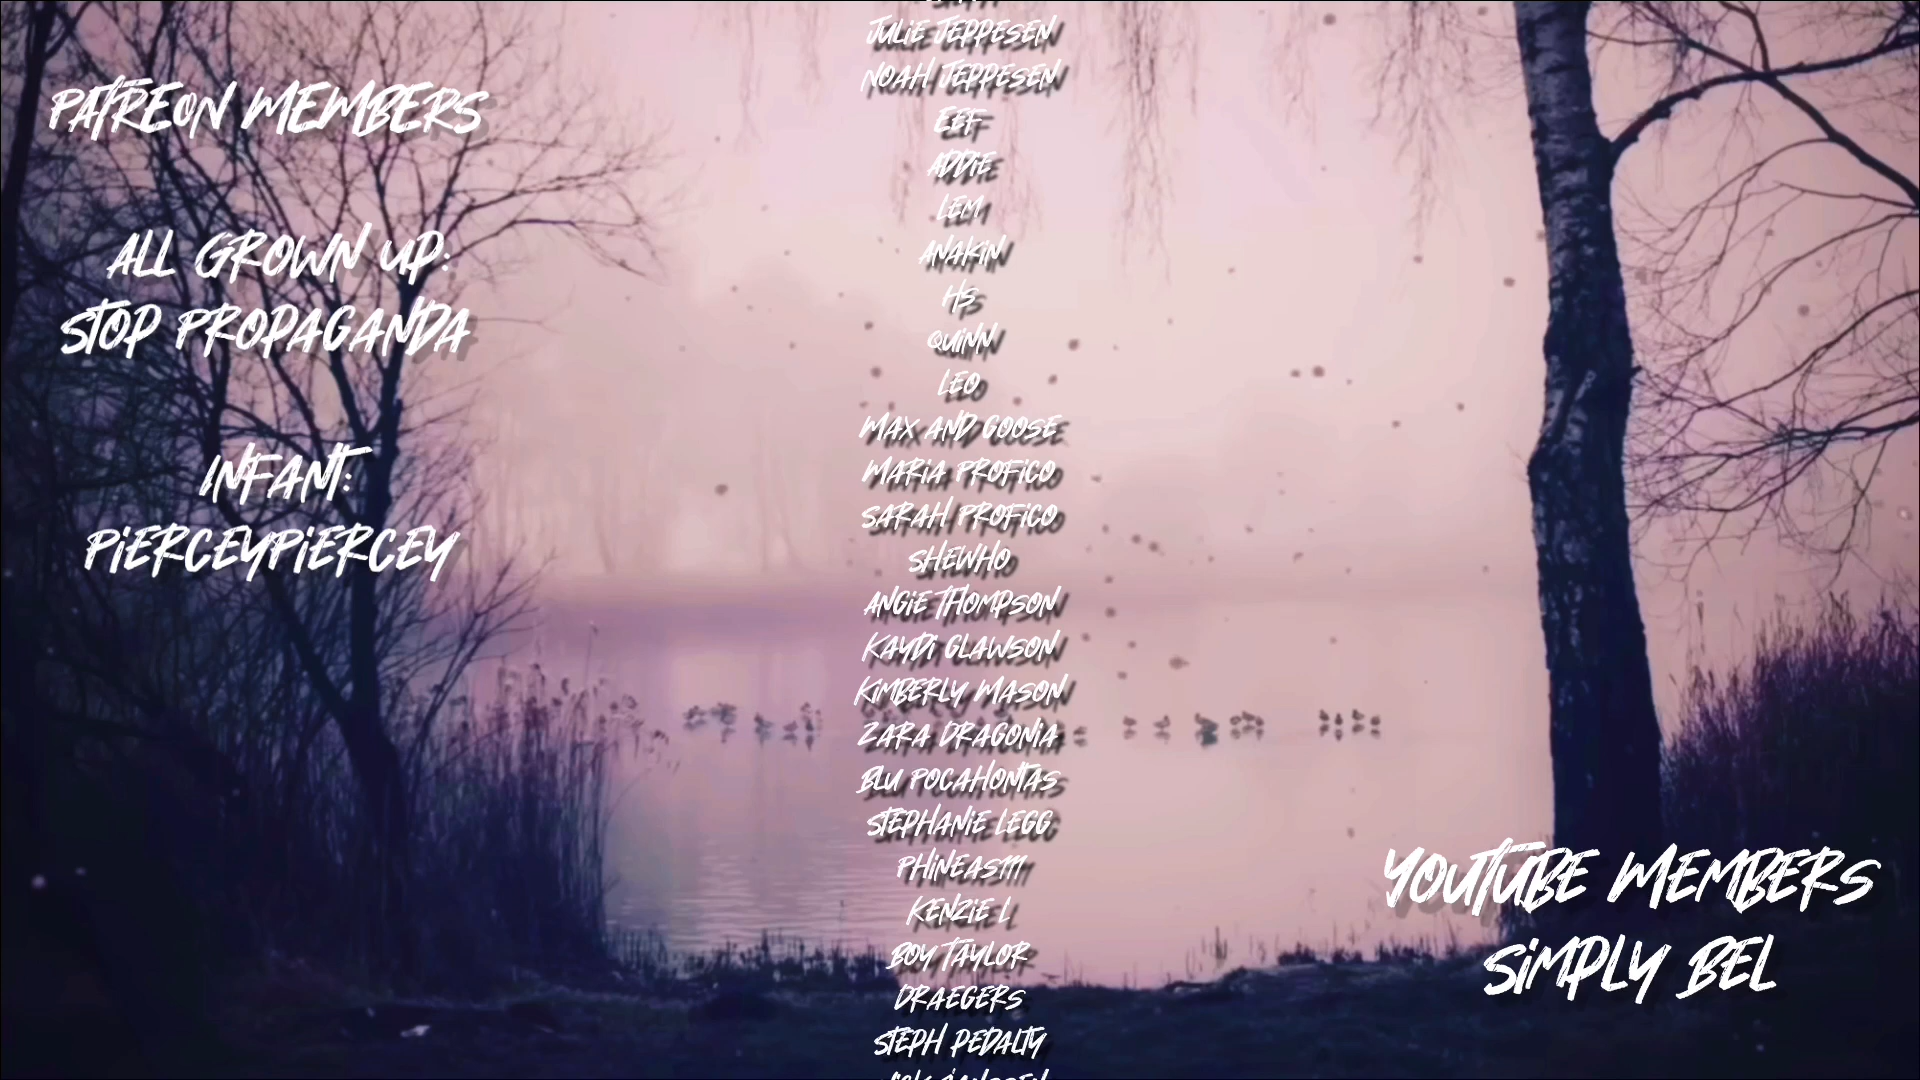 PATREON MEMBERS
ALL GROWN UP:
STOP PROPAGANDA
INFANT:
PiERCEYPiERCEY
JULiE JEPPESEN
NOAH JEPPESEN
EEF
ADDiE
LEM
ANAKiN
HS
QUiNN
LEO
MAX AND GOOSE
MARiA PROFiCO
SARAH PROFiCO
SHEWHO
ANGiE THOMPSON
KAYDi GLAWSON
KiMBERLY MASON
ZARA DRAGONiA
BLU POCAHONTAS
STEPHANiE LEGG
PHiNEAS111
KENZiE L
BOY TAYLOR
DRAEGERS
STEPH PEDALTY
YOUTUBE MEMBERS
SiMPLY BEL